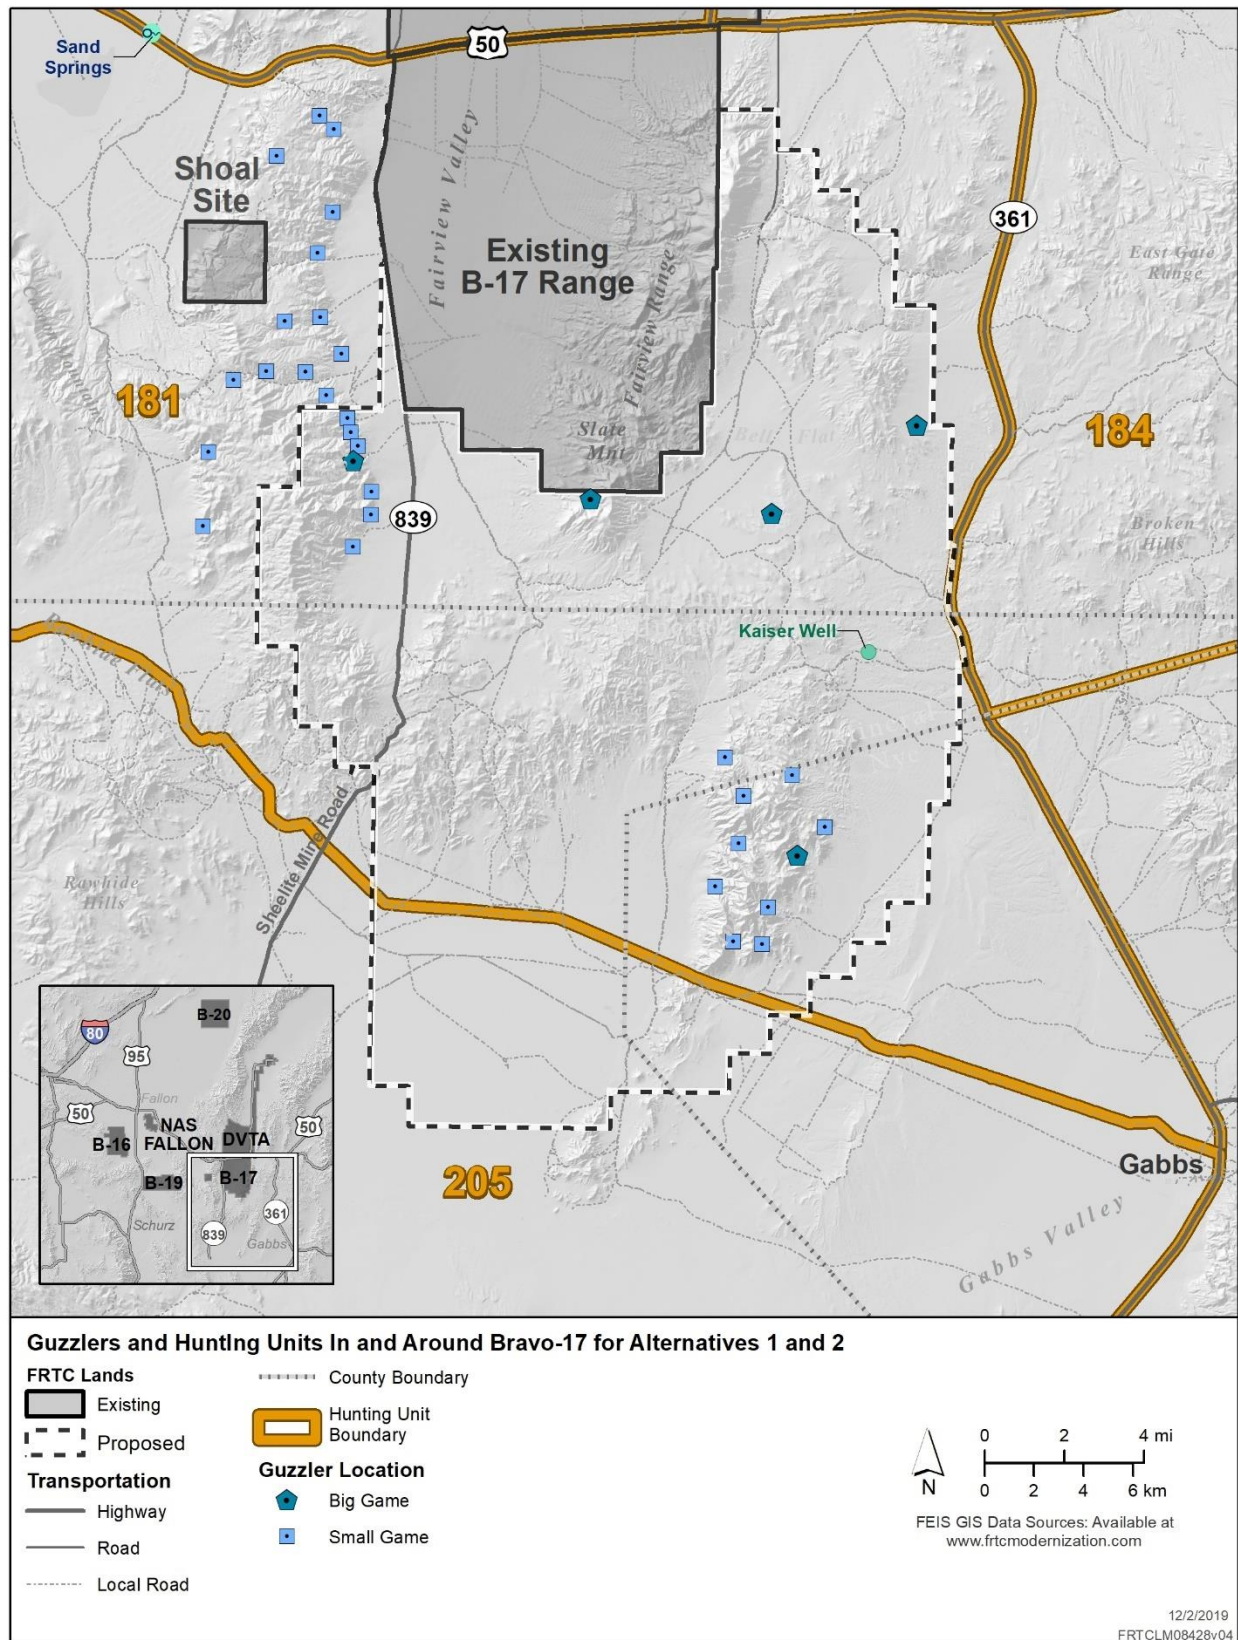 Sand
Springs
50
Shoal
Site
Fairview Valley
Existing
B-17 Range
Fairview Range
361
East Gate
Range
181
Slate
Mnt
Bell Flat
184
839
Broken
Hills
Kaiser Well
Sheelite Mine Road
Rawhide
Hills
205
Gabbs
Gabbs Valley
B-20
80
95
Fallon
50
NAS
FALLON
DVTA
50
B-16
B-19
B-17
Schurz
839
361
Gabbs
Guzzlers and Hunting Units In and Around Bravo-17 for Alternatives 1 and 2
FRTC Lands
Existing
Proposed
Transportation
Highway
Road
Local Road
County Boundary
Hunting Unit
Boundary
Guzzler Location
Big Game
Small Game
N
0 2 4 mi
0 2 4 6 km
FEIS GIS Data Sources: Available at
www.frtcmodernization.com
12/2/2019
FRTCLM08428v04